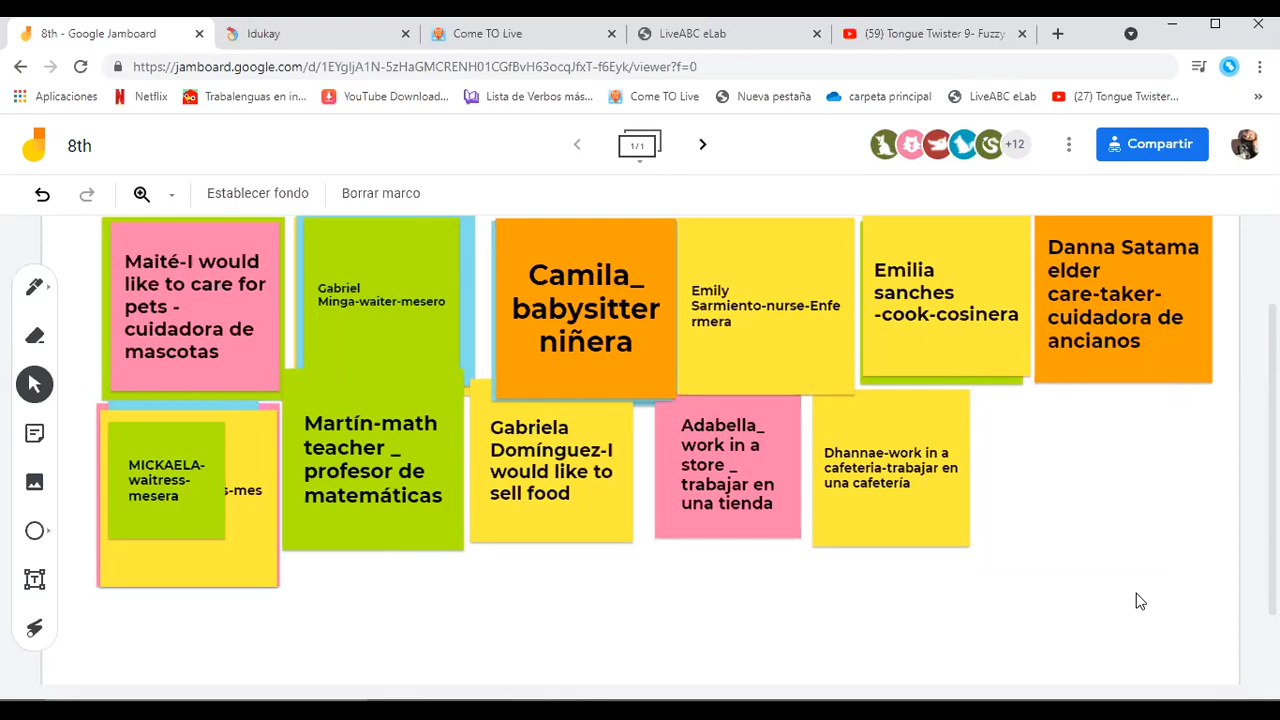 8th - Google Jamboard
Idukay
Come TO Live
LiveABC eLab
(59) Tongue Twister 9- Fuzzy
https://jamboard.google.com/d/1EYgIjA1N-5zHaGMCRENH01CGfBvH63ocqJfxT-f6Eyk/viewer?f=0
Aplicaciones
Netflix
Trabalenguas en in...
YouTube Download...
Lista de Verbos más...
Come TO Live
Nueva pestaña
carpeta principal
LiveABC eLab
(27) Tongue Twister...
8th
1/1
+12
Compartir
Establecer fondo
Borrar marco
Maité-I would
like to care for
pets -
cuidadora de
mascotas
Gabriel
Minga-waiter-mesero
Camila_
babysitter
niñera
Emily
Sarmiento-nurse-Enfe
rmera
Emilia
sanches
-cook-cosinera
Danna Satama
elder
care-taker-
cuidadora de
ancianos
MICKAELA-
waitress-
mesera
s-mes
Martín-math
teacher _
profesor de
matemáticas
Gabriela
Domínguez-I
would like to
sell food
Adabella_
work in a
store _
trabajar en
una tienda
Dhannae-work in a
cafeteria-trabajar en
una cafetería